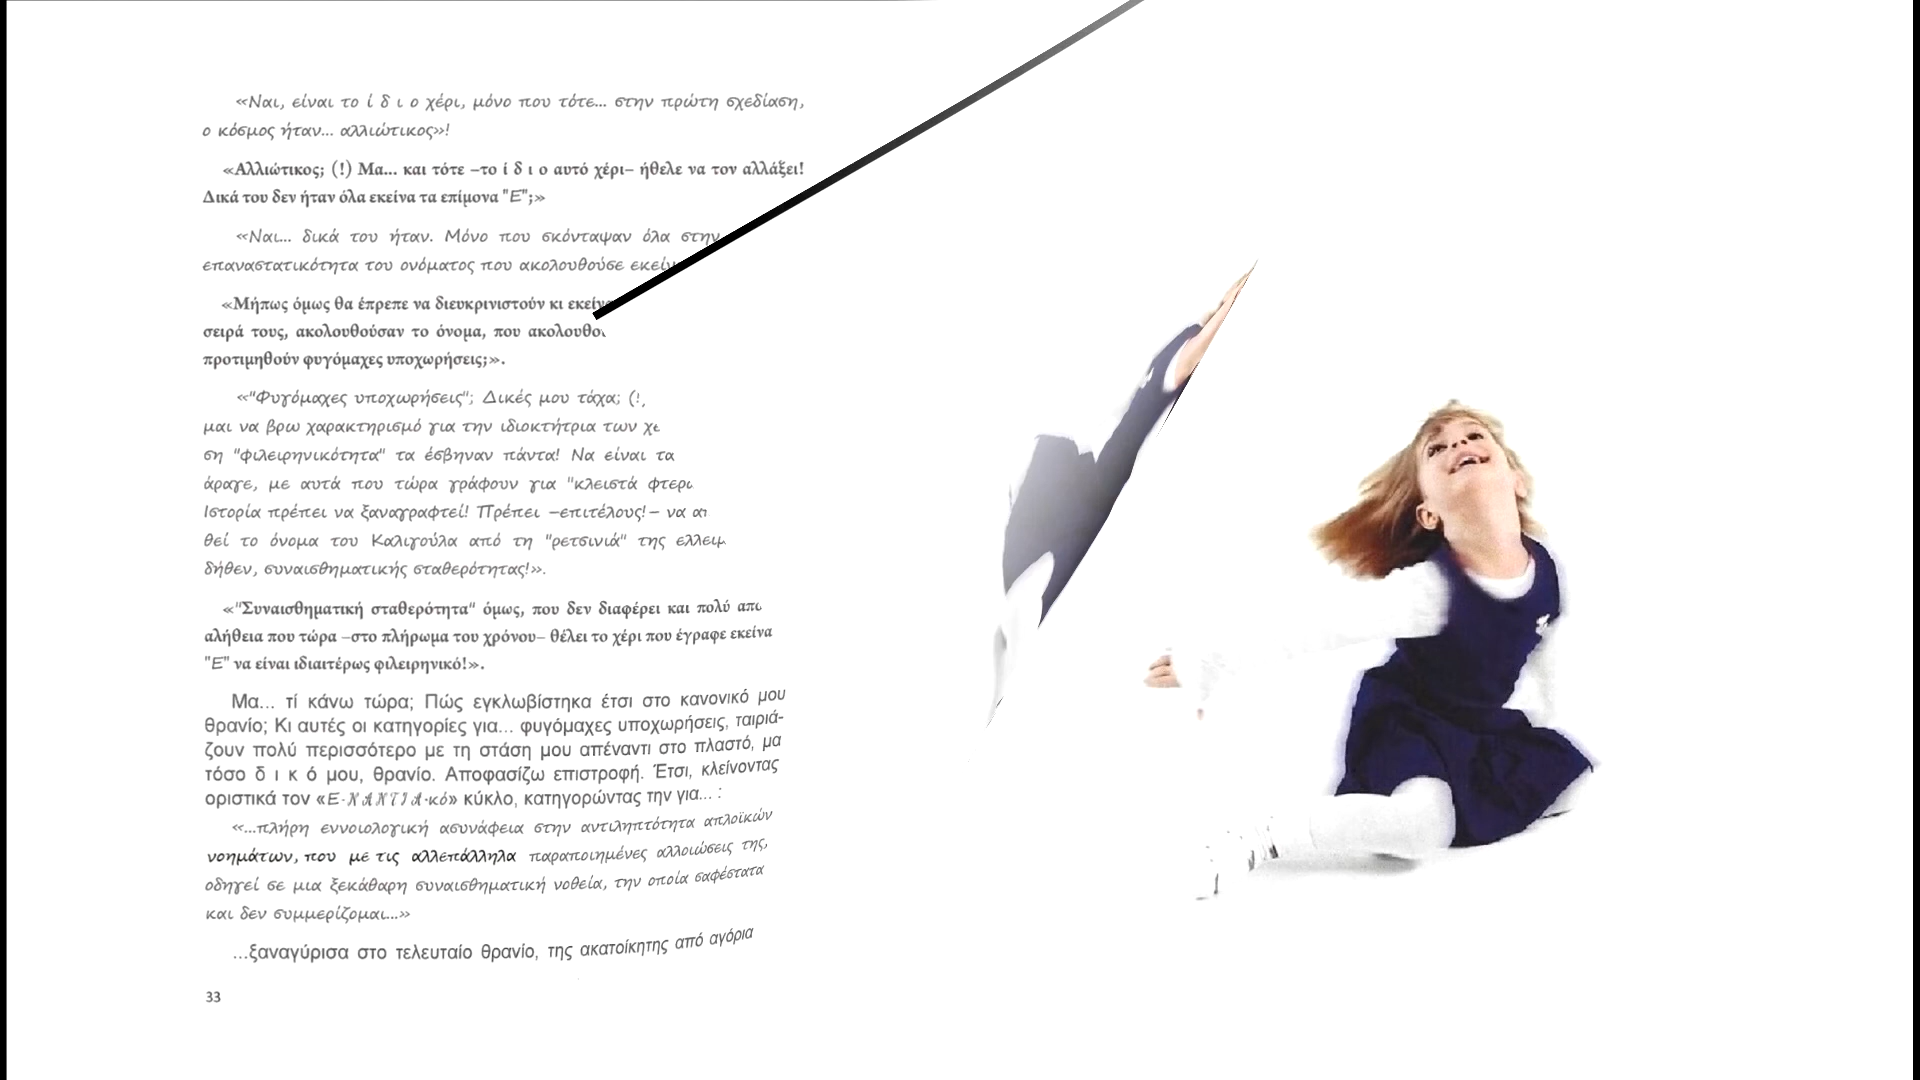 «Ναι, είναι το ί δ ι ο χέρι, μόνο που τότε... στην πρώτη σχεδίαση,
ο κόσμος ήταν... αλλιώτικος»!
«Αλλιώτικος; (!) Μα... και τότε –το ί δ ι ο αυτό χέρι– ήθελε να τον αλλάξει!
Δικά του δεν ήταν όλα εκείνα τα επίμονα "Ε";»
«Ναι... δικά του ήταν. Μόνο που σκόνταψαν όλα στην
επαναστατικότητα του ονόματος που ακολουθούσε
«Μήπως όμως θα έπρεπε να διευκρινιστούν κι
σειρά τους, ακολουθούσαν το όνομα, που
προτιμηθούν φυγόμαχες υποχωρήσεις;».
«"Φυγόμαχες υποχωρήσεις"; Δικές μου τάχα; (!
μαι να βρω χαρακτηρισμό για την ιδιοκτήτρια των
ση "φιλειρηνικότητα" τα έσβηναν πάντα! Να είναι τα
άραγε, με αυτά που τώρα γράφουν για "κλειστά
Ιστορία πρέπει να ξαναγραφτεί! Πρέπει –επιτέλους!– να
θεί το όνομα του Καλιγούλα από τη "ρετσινιά" της
δήθεν, συναισθηματικής σταθερότητας!».
«"Συναισθηματική σταθερότητα" όμως, που δεν διαφέρει και πολύ
αλήθεια που τώρα –στο πλήρωμα του χρόνου– θέλει το χέρι που έγραφε εκείνα
"Ε" να είναι ιδιαιτέρως φιλειρηνικό!».
Μα... τί κάνω τώρα; Πώς εγκλωβίστηκα έτσι στο κανονικό μου
θρανίο; Κι αυτές οι κατηγορίες για... φυγόμαχες υποχωρήσεις, ταιριά-
ζουν πολύ περισσότερο με τη στάση μου απέναντι στο πλαστό, μα
τόσο δ ι κ ό μου, θρανίο. Αποφασίζω επιστροφή. Έτσι, κλείνοντας
οριστικά τον «Ε-ΝΑΝΤΙΑ-κό» κύκλο, κατηγορώντας την για... :
«...πλήρη εννοιολογική ασυνάφεια στην αντιληπτότητα απλοϊκών
νοημάτων, που με τις αλλεπάλληλα παραποιημένες αλλοιώσεις της,
οδηγεί σε μια ξεκάθαρη συναισθηματική νοθεία, την οποία σαφέστατα
και δεν συμμερίζομαι...»
...ξαναγύρισα στο τελευταίο θρανίο, της ακατοίκητης από αγόρια
33